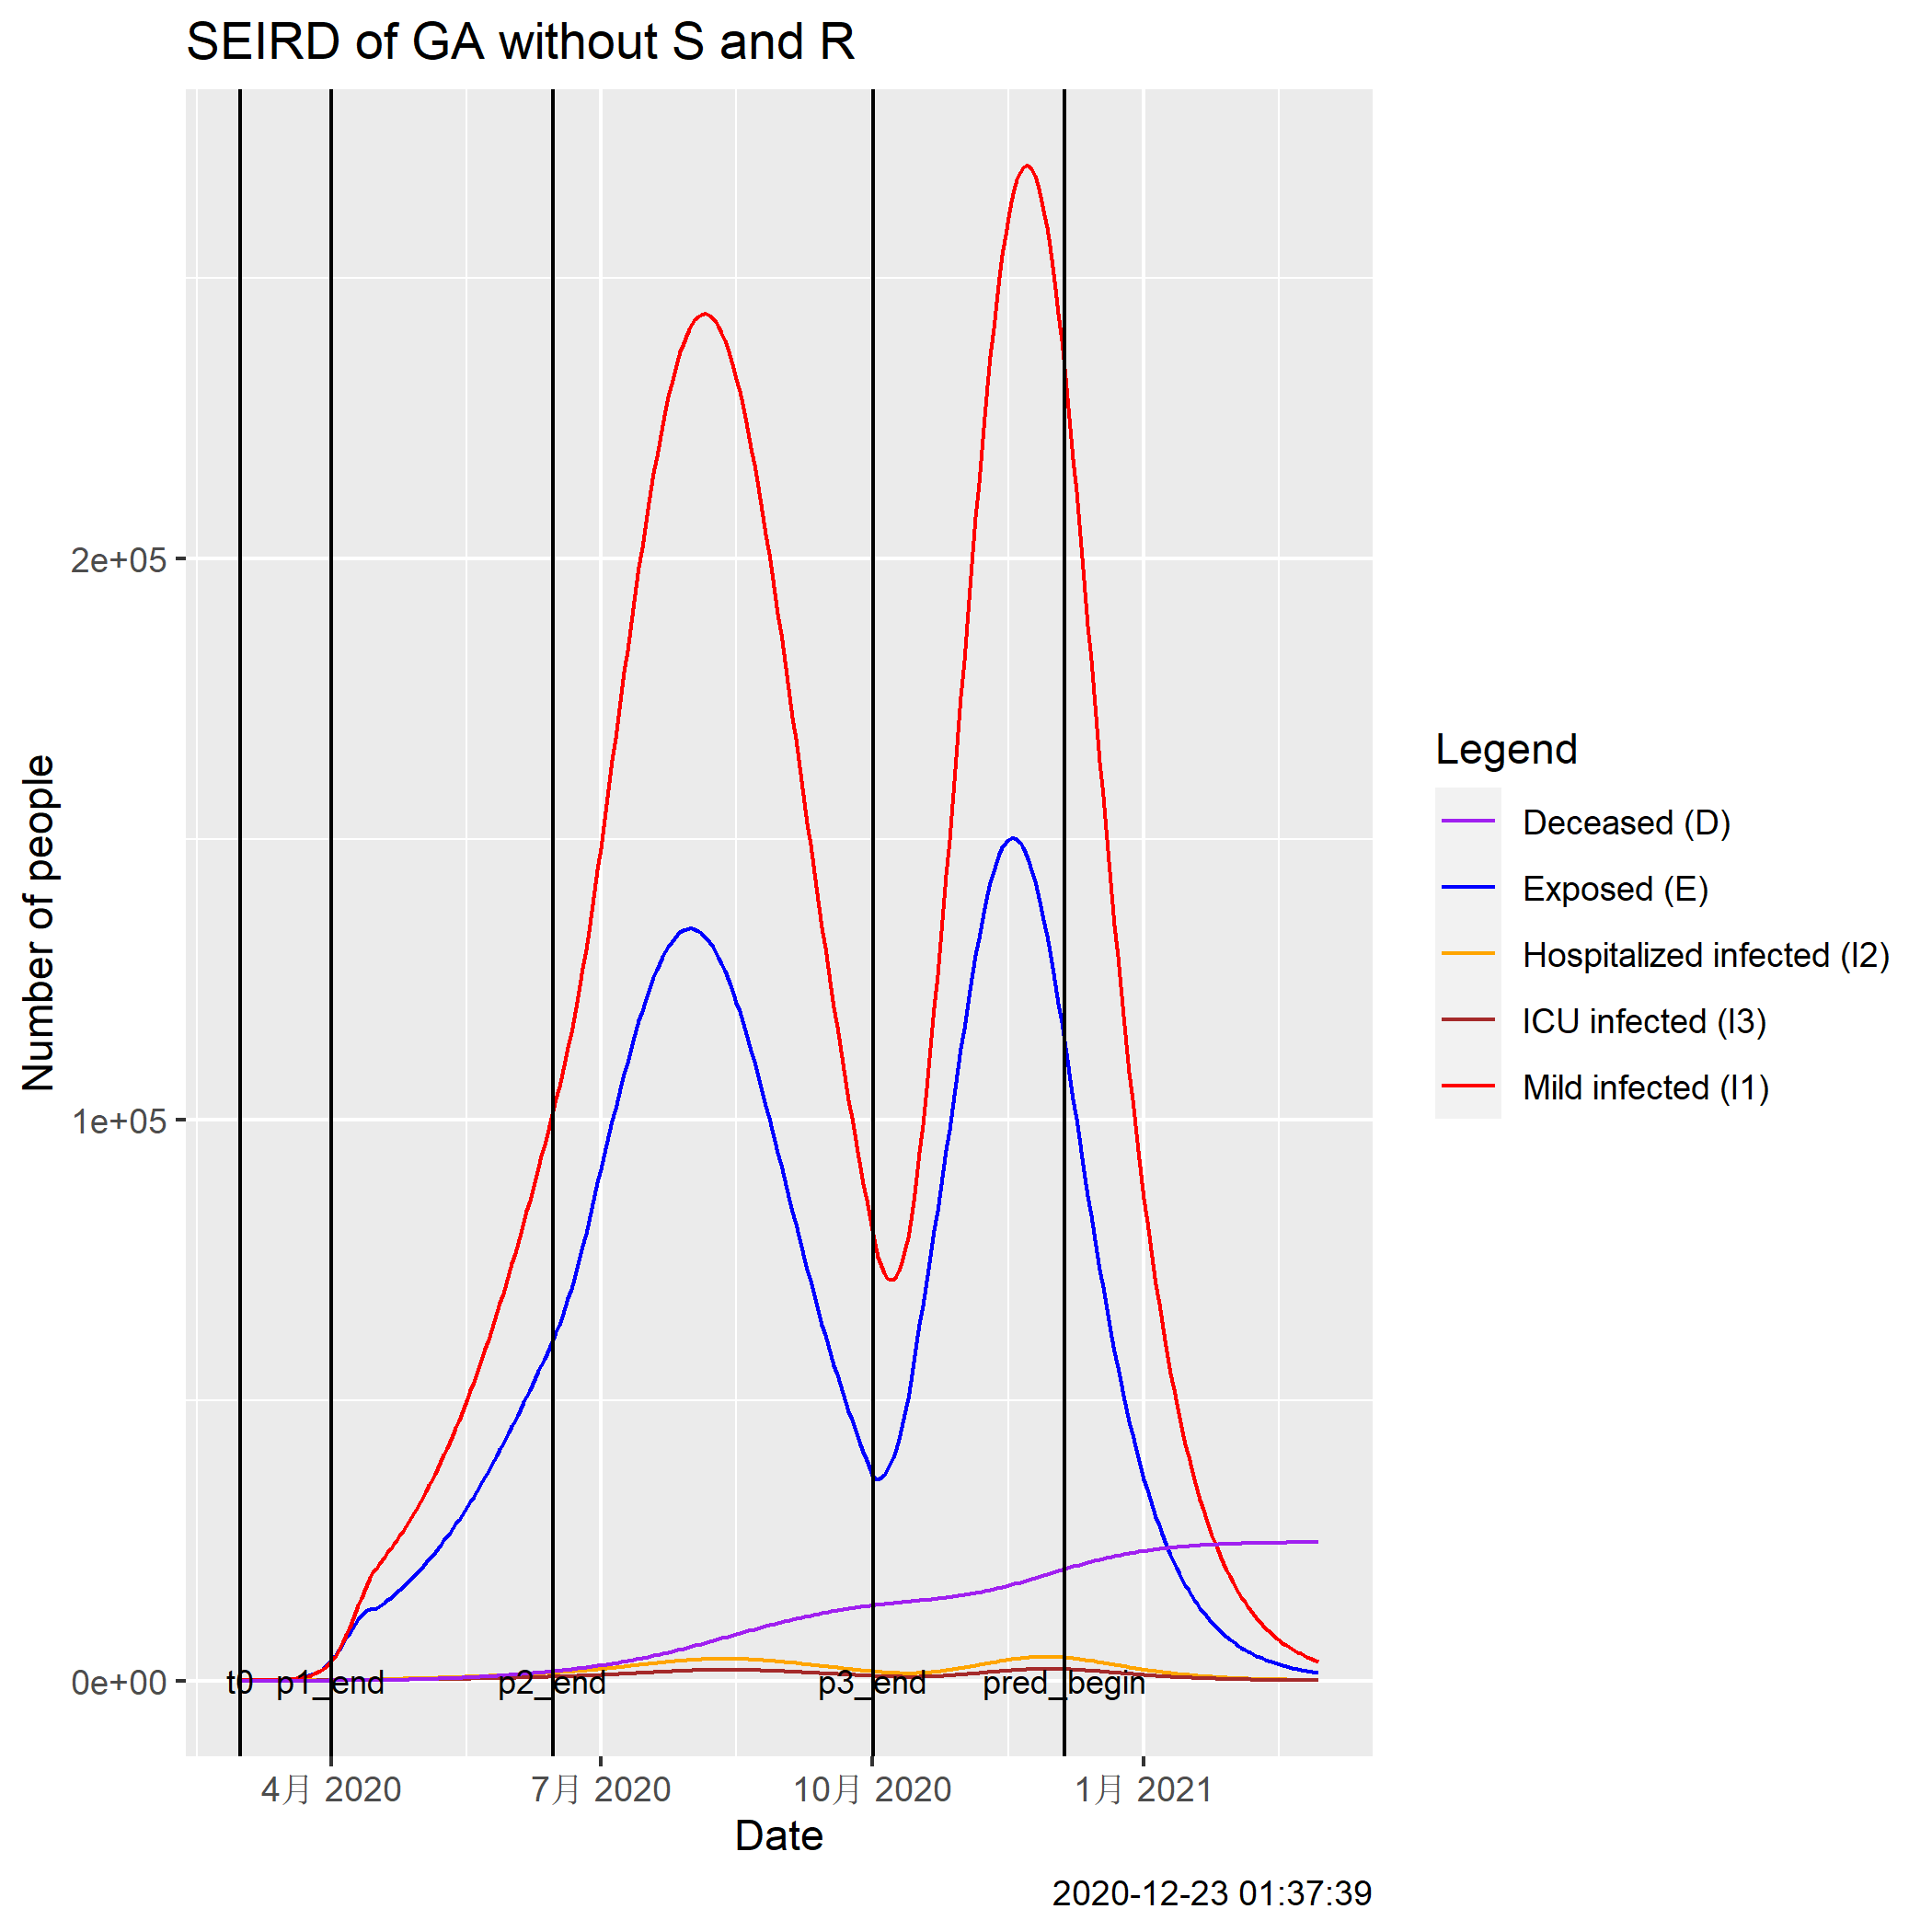 SEIRD of GA without S and R
Number of people
2e+05
1e+05
0e+00
t0 p1_end p2_end p3_end pred_begin
4月 2020 7月 2020 10月 2020 1月 2021
Date
2020-12-23 01:37:39
Legend
Deceased (D)
Exposed (E)
Hospitalized infected (I2)
ICU infected (I3)
Mild infected (I1)